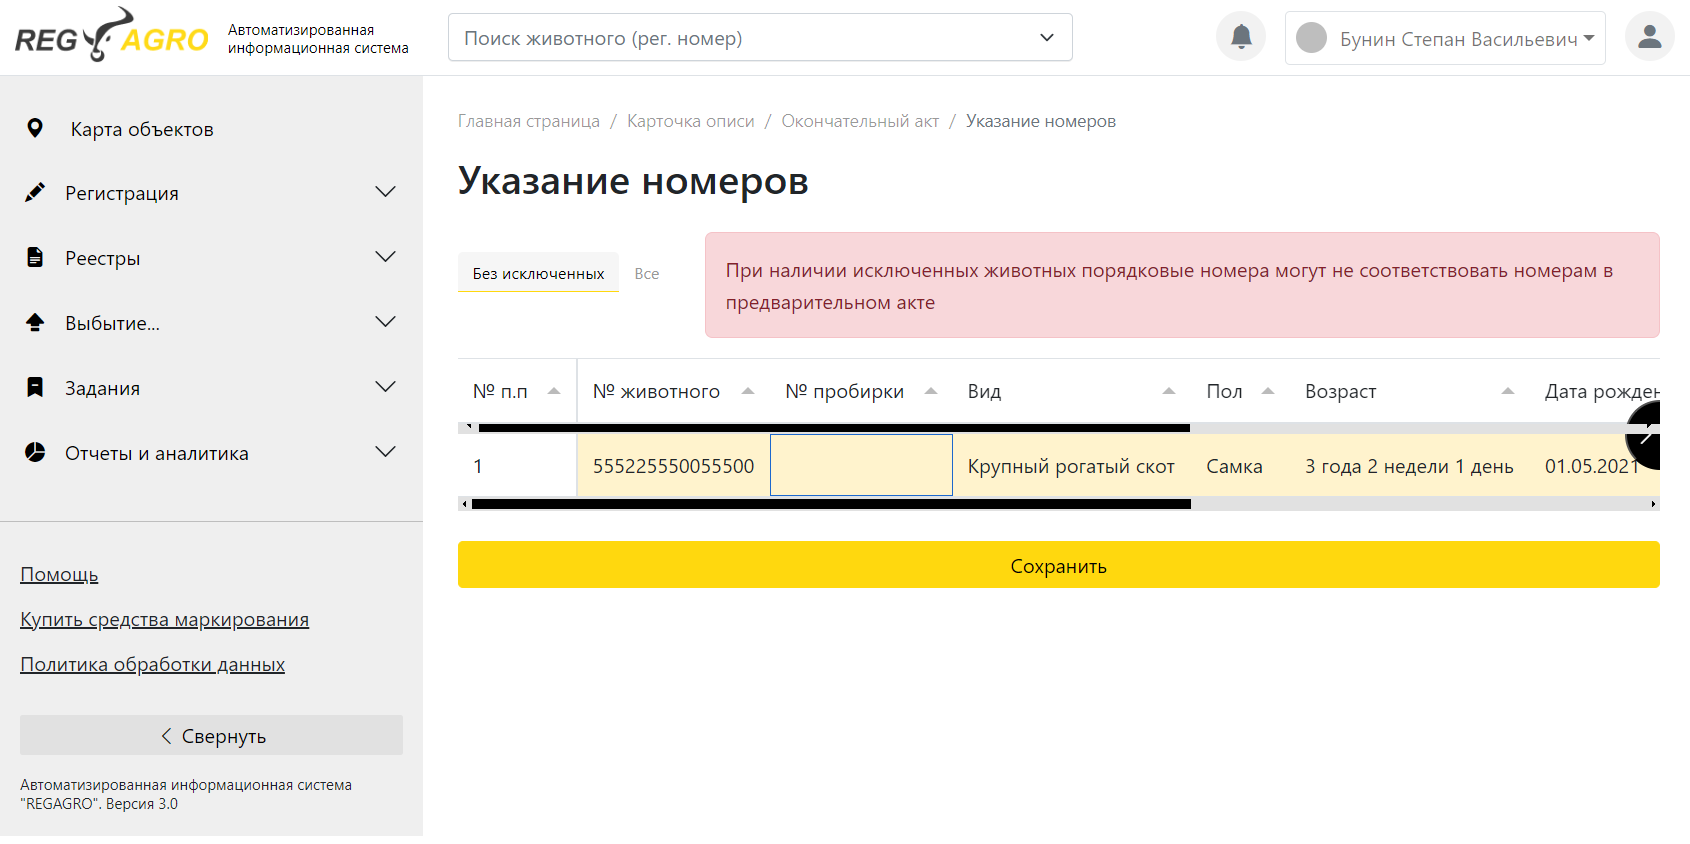 REG AGRO
Автоматизированная
информационная система
Поиск животного (рег. номер)
Бунин Степан Васильевич
Карта объектов
Регистрация
Реестры
Выбытие...
Задания
Отчеты и аналитика
Помощь
Купить средства маркирования
Политика обработки данных
Свернуть
Автоматизированная информационная система
"REGAGRO". Версия 3.0
Главная страница / Карточка описи / Окончательный акт / Указание номеров
Указание номеров
Без исключенных Все
При наличии исключенных животных порядковые номера могут не соответствовать номерам в
предварительном акте
№ п.п № животного № пробирки Вид Пол Возраст Дата рожден
1 555225550055500 Крупный рогатый скот Самка 3 года 2 недели 1 день 01.05.2021
Сохранить